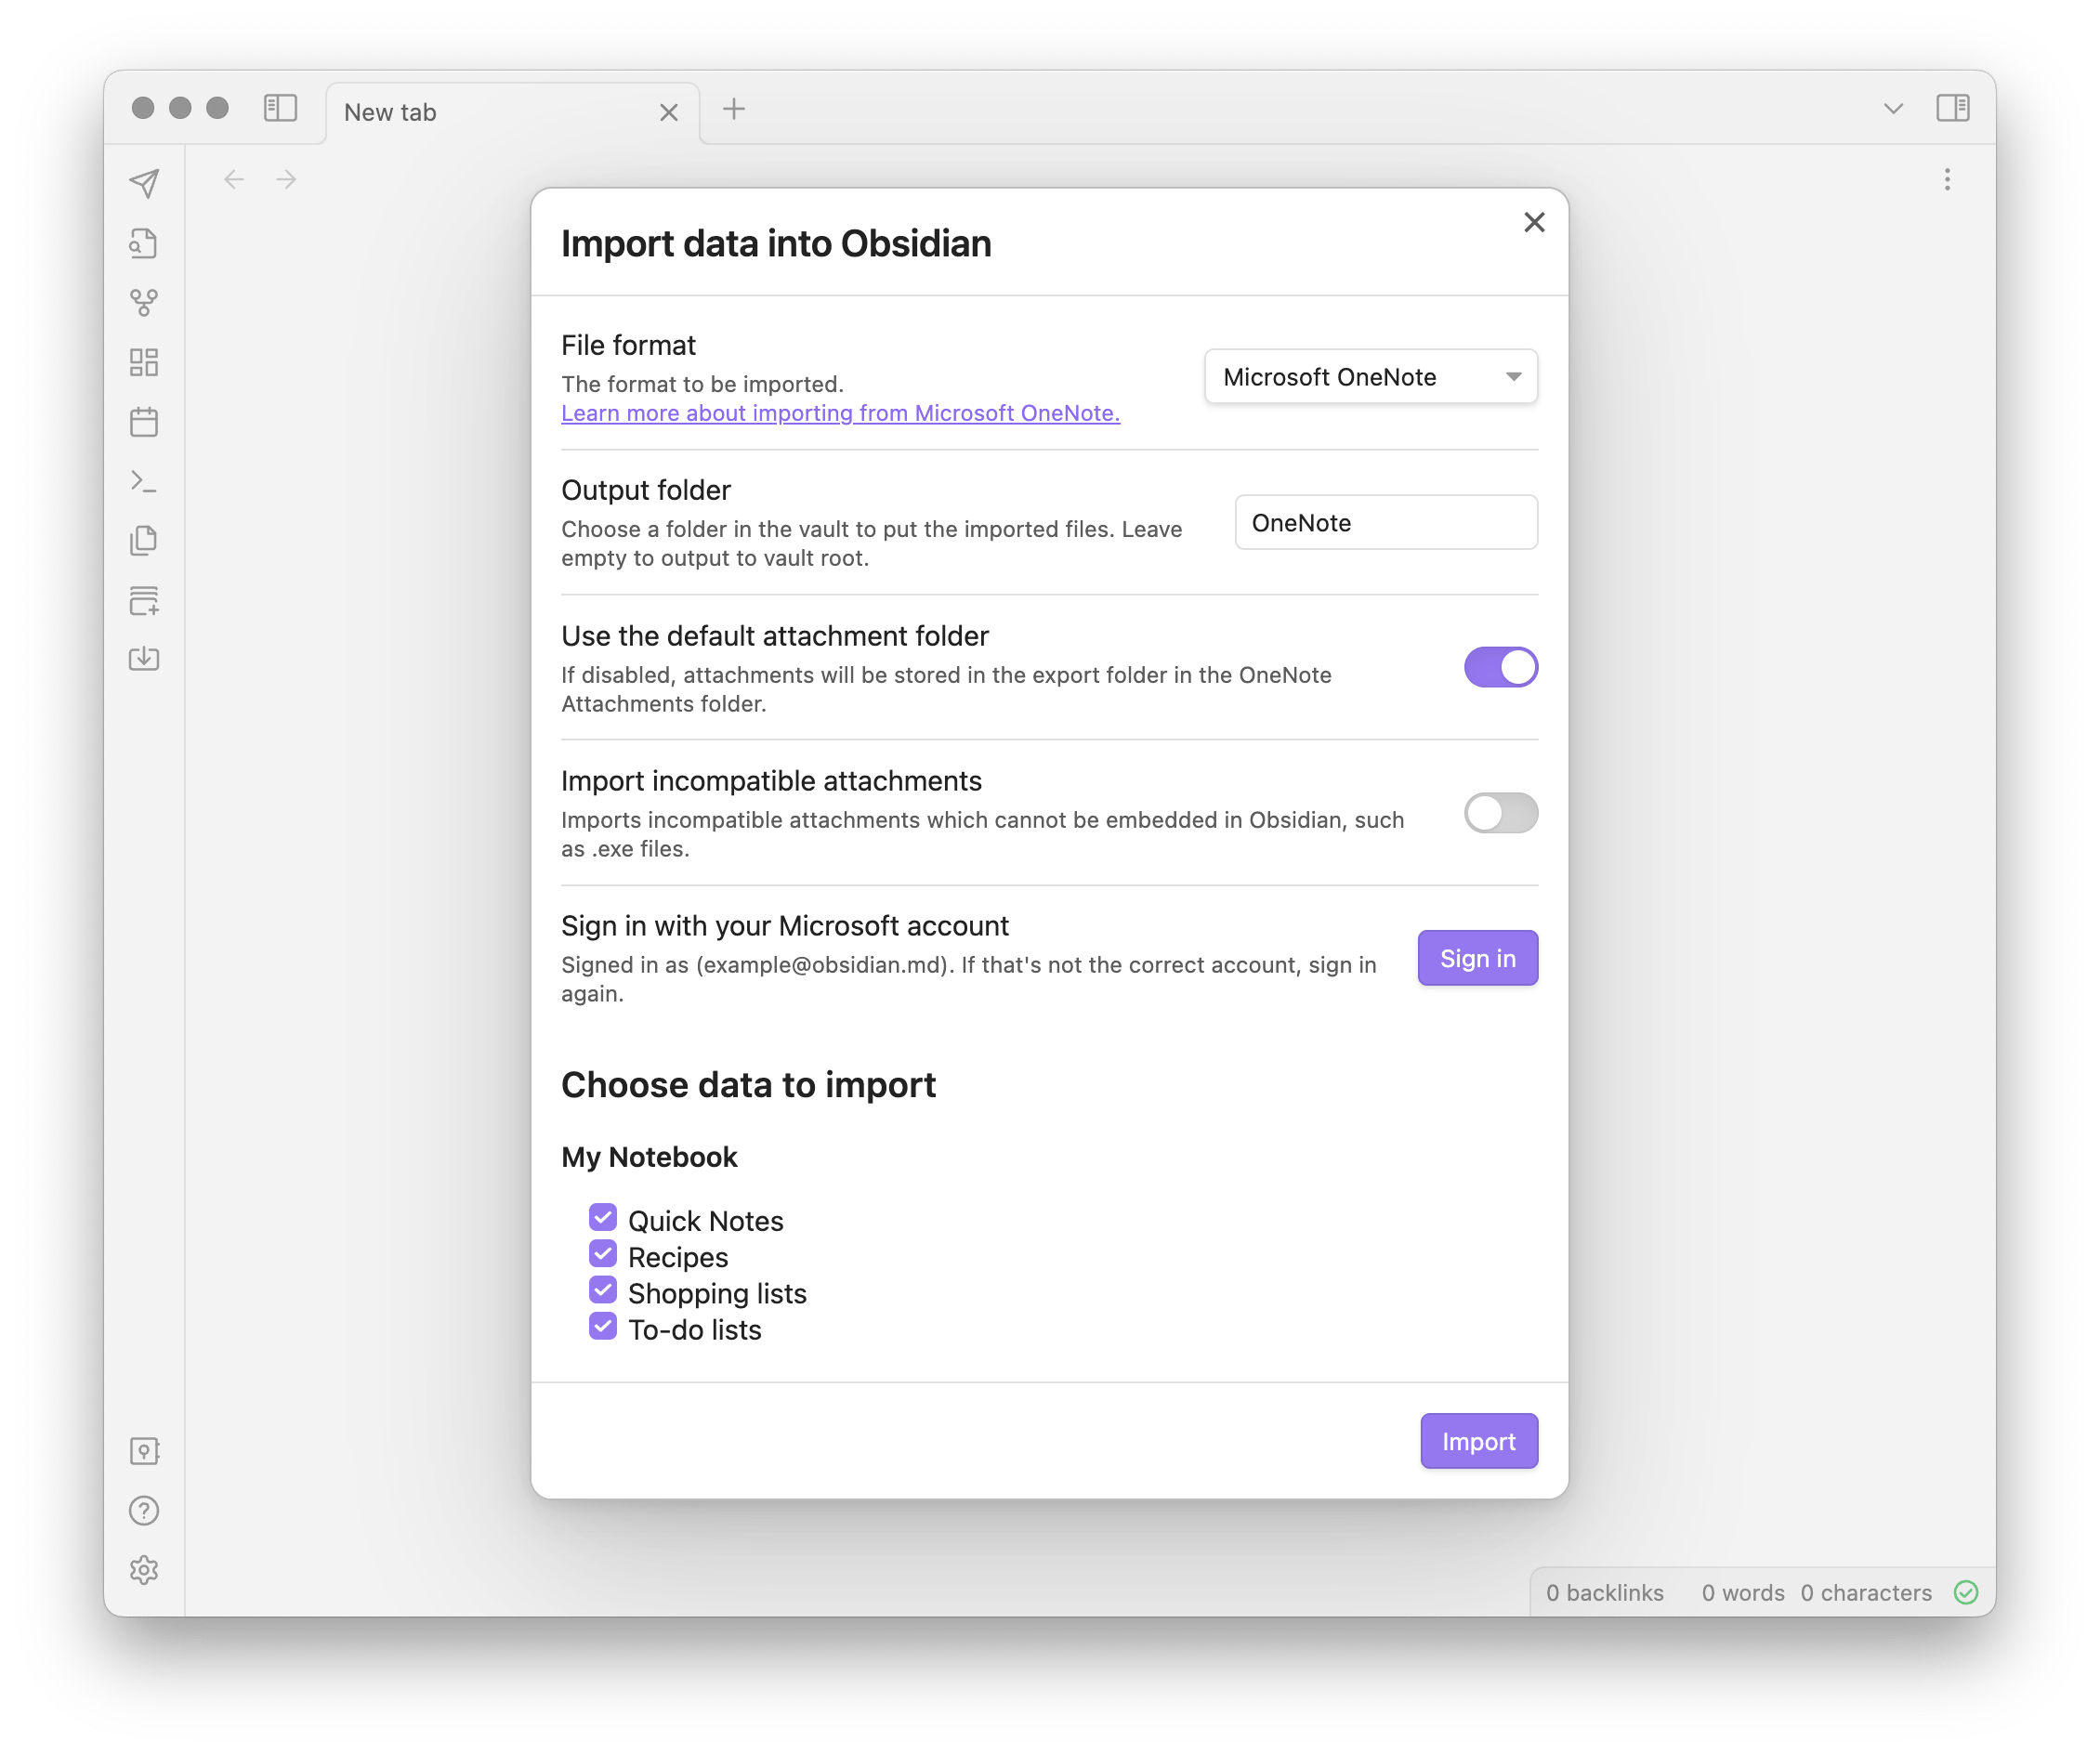 New tab
Import data into Obsidian
File format
The format to be imported.
Learn more about importing from Microsoft OneNote.
Microsoft OneNote
Output folder
Choose a folder in the vault to put the imported files. Leave
empty to output to vault root.
OneNote
Use the default attachment folder
If disabled, attachments will be stored in the export folder in the OneNote
Attachments folder.
Import incompatible attachments
Imports incompatible attachments which cannot be embedded in Obsidian, such
as .exe files.
Sign in with your Microsoft account
Signed in as (example@obsidian.md). If that's not the correct account, sign in
again.
Sign in
Choose data to import
My Notebook
Quick Notes
Recipes
Shopping lists
To-do lists
Import
0 backlinks 0 words 0 characters